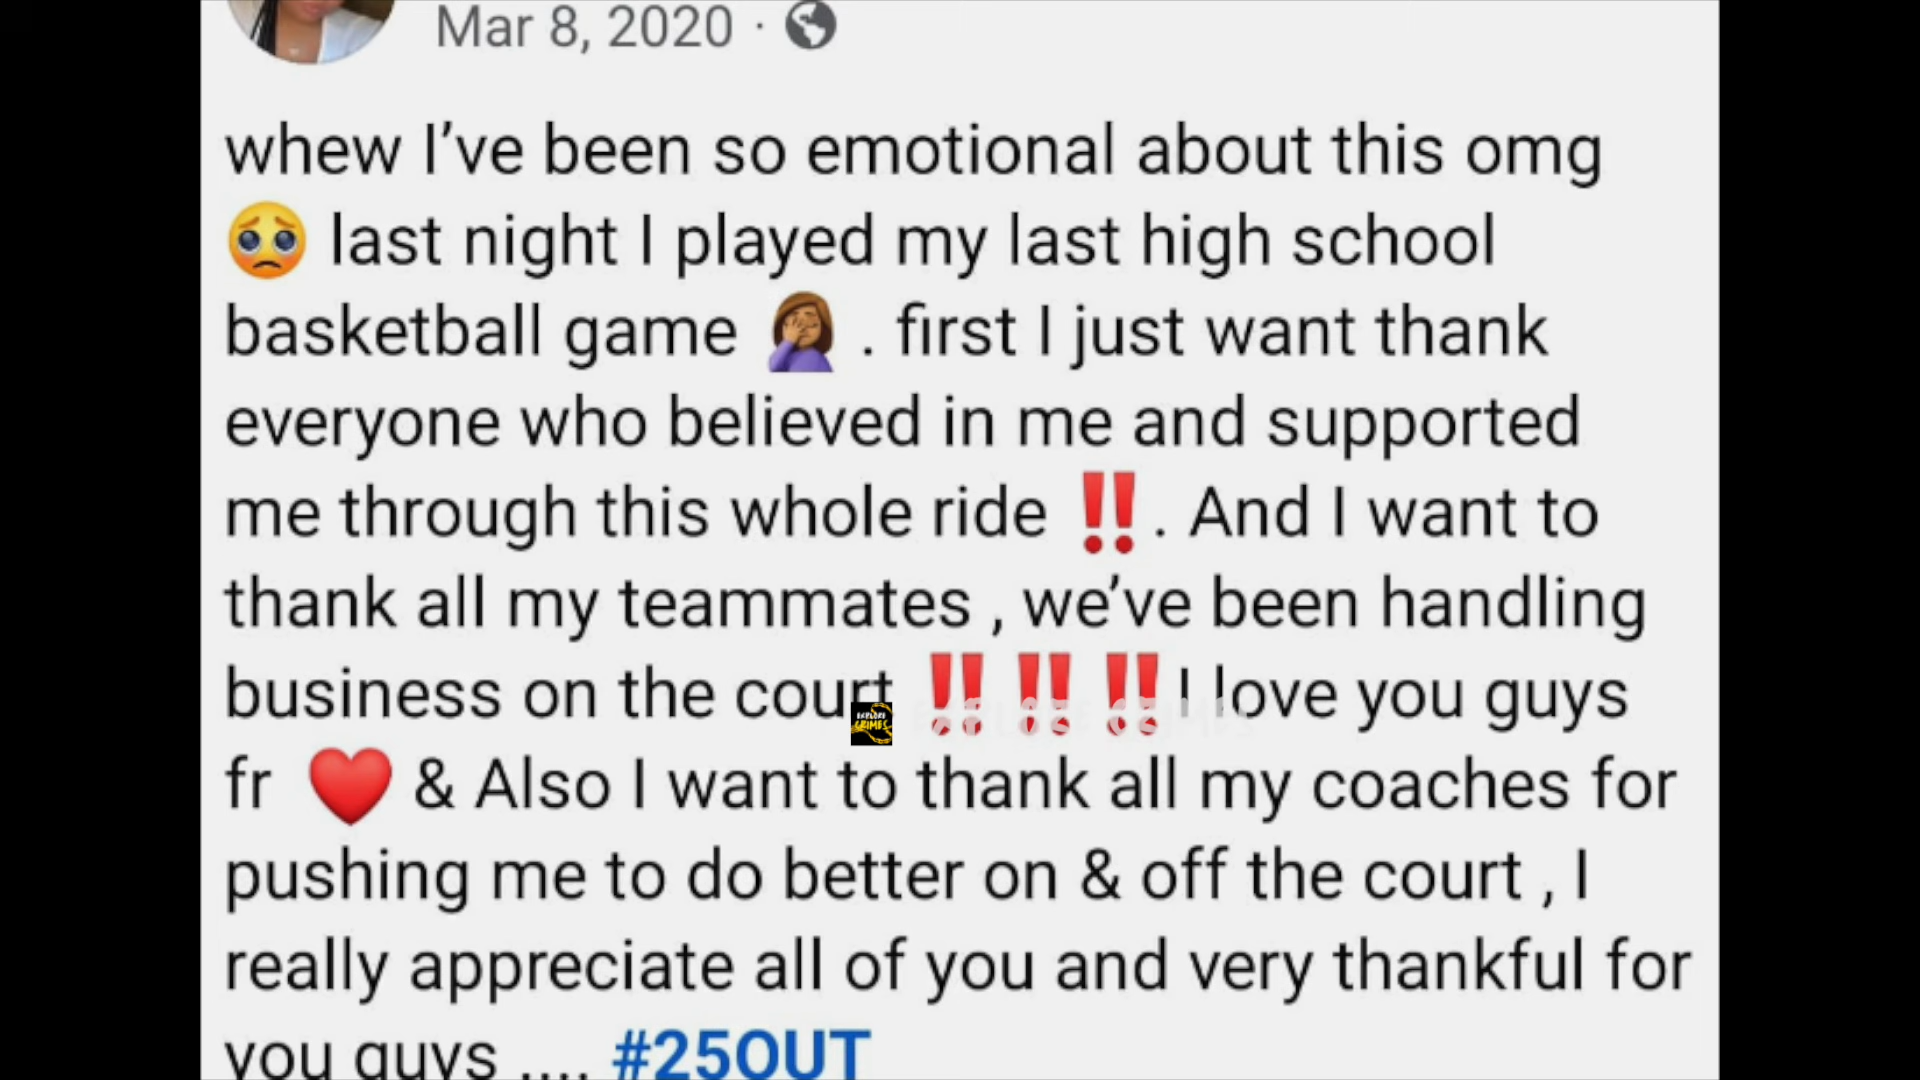 Mar 8, 2020 ·
whew I’ve been so emotional about this omg
🥺 last night I played my last high school
basketball game 🤦🏾‍♀️ . first I just want thank
everyone who believed in me and supported
me through this whole ride ‼️. And I want to
thank all my teammates , we’ve been handling
business on the court ‼️‼️‼️I love you guys
EXPLORE CRIMES EXPLORE CRIMES
fr ❤️ & Also I want to thank all my coaches for
pushing me to do better on & off the court , I
really appreciate all of you and very thankful for
you guys .... #25OUT